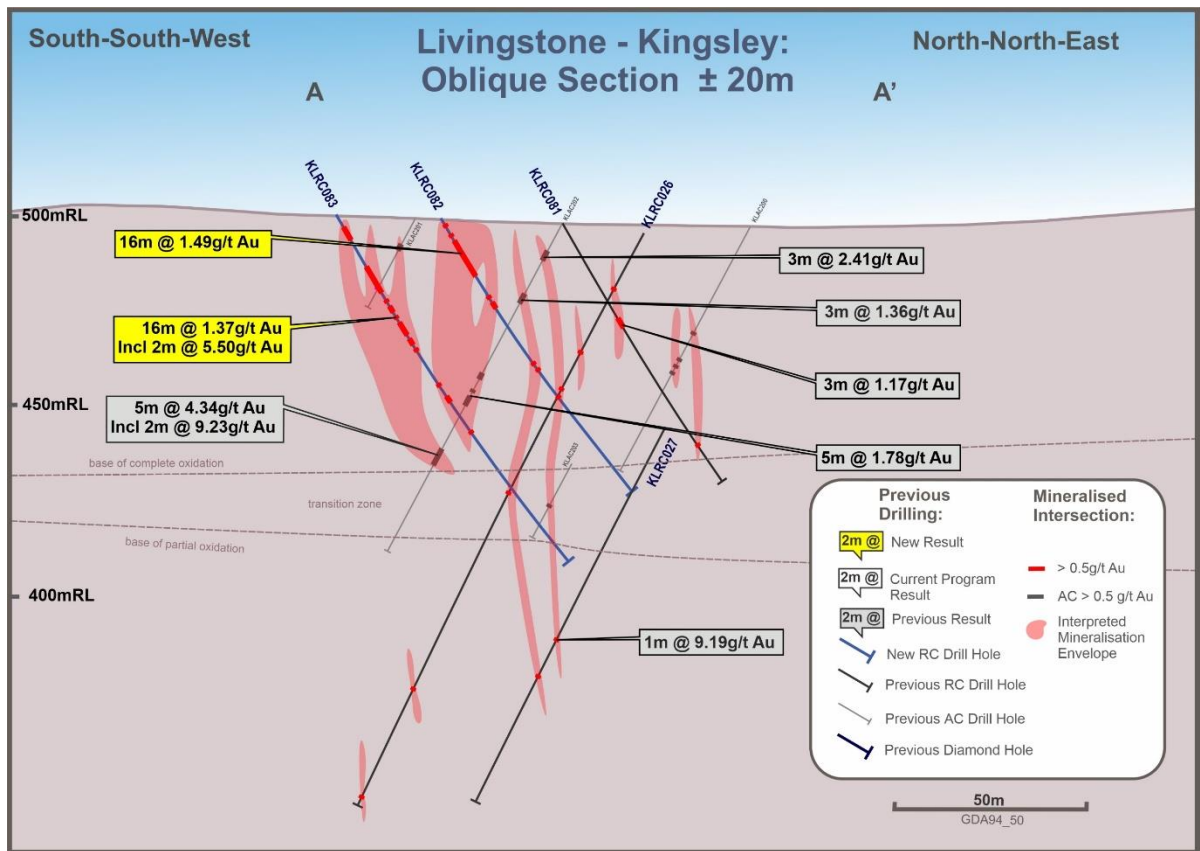 South-South-West
Livingstone - Kingsley:
Oblique Section ± 20m
North-North-East
A
A'
KLRC083
KLRC082
KLRC081
KLAC202
KLRC026
KLAC200
KLAC201
500mRL
16m @ 1.49g/t Au
3m @ 2.41g/t Au
3m @ 1.36g/t Au
16m @ 1.37g/t Au
Incl 2m @ 5.50g/t Au
3m @ 1.17g/t Au
450mRL
5m @ 4.34g/t Au
Incl 2m @ 9.23g/t Au
KLAC203
KLRC027
5m @ 1.78g/t Au
base of complete oxidation
transition zone
base of partial oxidation
400mRL
1m @ 9.19g/t Au
Previous
Drilling:
2m @
New Result
2m @
Current Program
Result
2m @
Previous Result
New RC Drill Hole
Previous RC Drill Hole
Previous AC Drill Hole
Previous Diamond Hole
Mineralised
Intersection:
> 0.5g/t Au
AC > 0.5 g/t Au
Interpreted
Mineralisation
Envelope
50m
GDA94_50